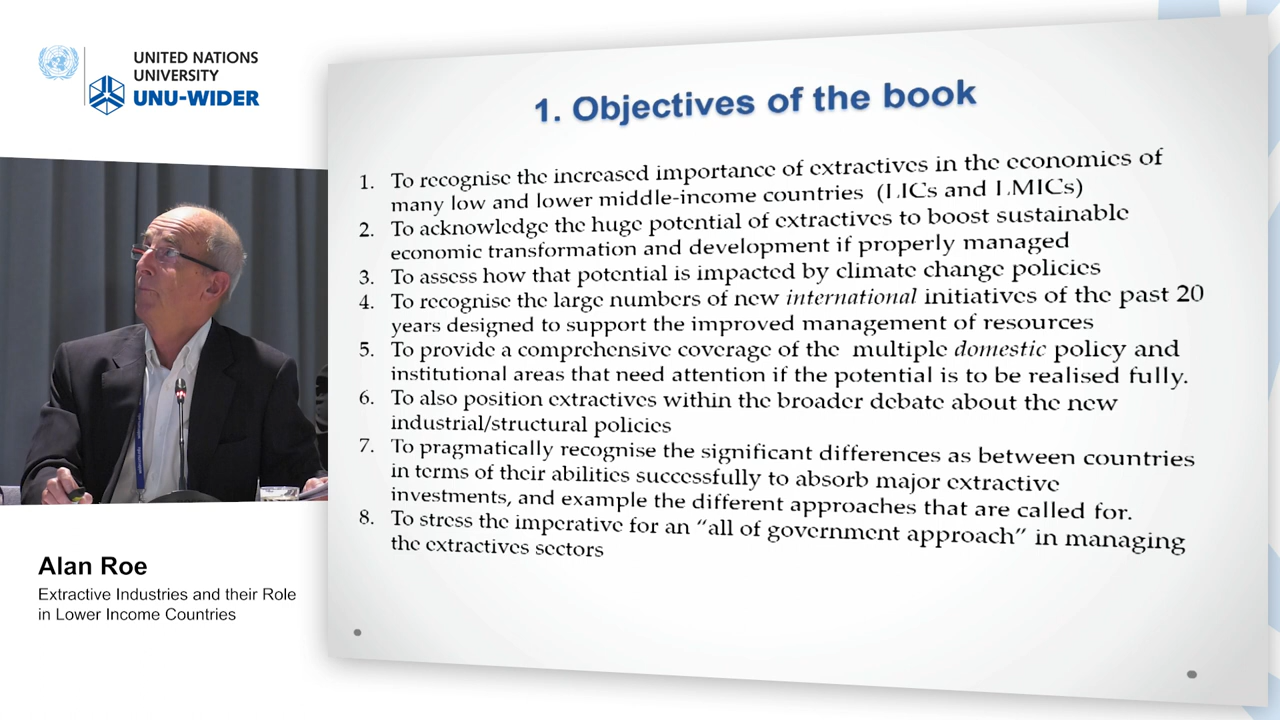 UNITED NATIONS
UNIVERSITY
UNU-WIDER
1. Objectives of the book
1. To recognise the increased importance of extractives in the economies of
many low and lower middle-income countries (LICs and LMICs)
2. To acknowledge the huge potential of extractives to boost sustainable
economic transformation and development if properly managed
3. To assess how that potential is impacted by climate change policies
4. To recognise the large numbers of new international initiatives of the past 20
years designed to support the improved management of resources
5. To provide a comprehensive coverage of the multiple domestic policy and
institutional areas that need attention if the potential is to be realised fully.
6. To also position extractives within the broader debate about the new
industrial/structural policies
7. To pragmatically recognise the significant differences as between countries
in terms of their abilities successfully to absorb major extractive
investments, and example the different approaches that are called for.
8. To stress the imperative for an “all of government approach” in managing
the extractives sectors
Alan Roe
Extractive Industries and their Role
in Lower Income Countries